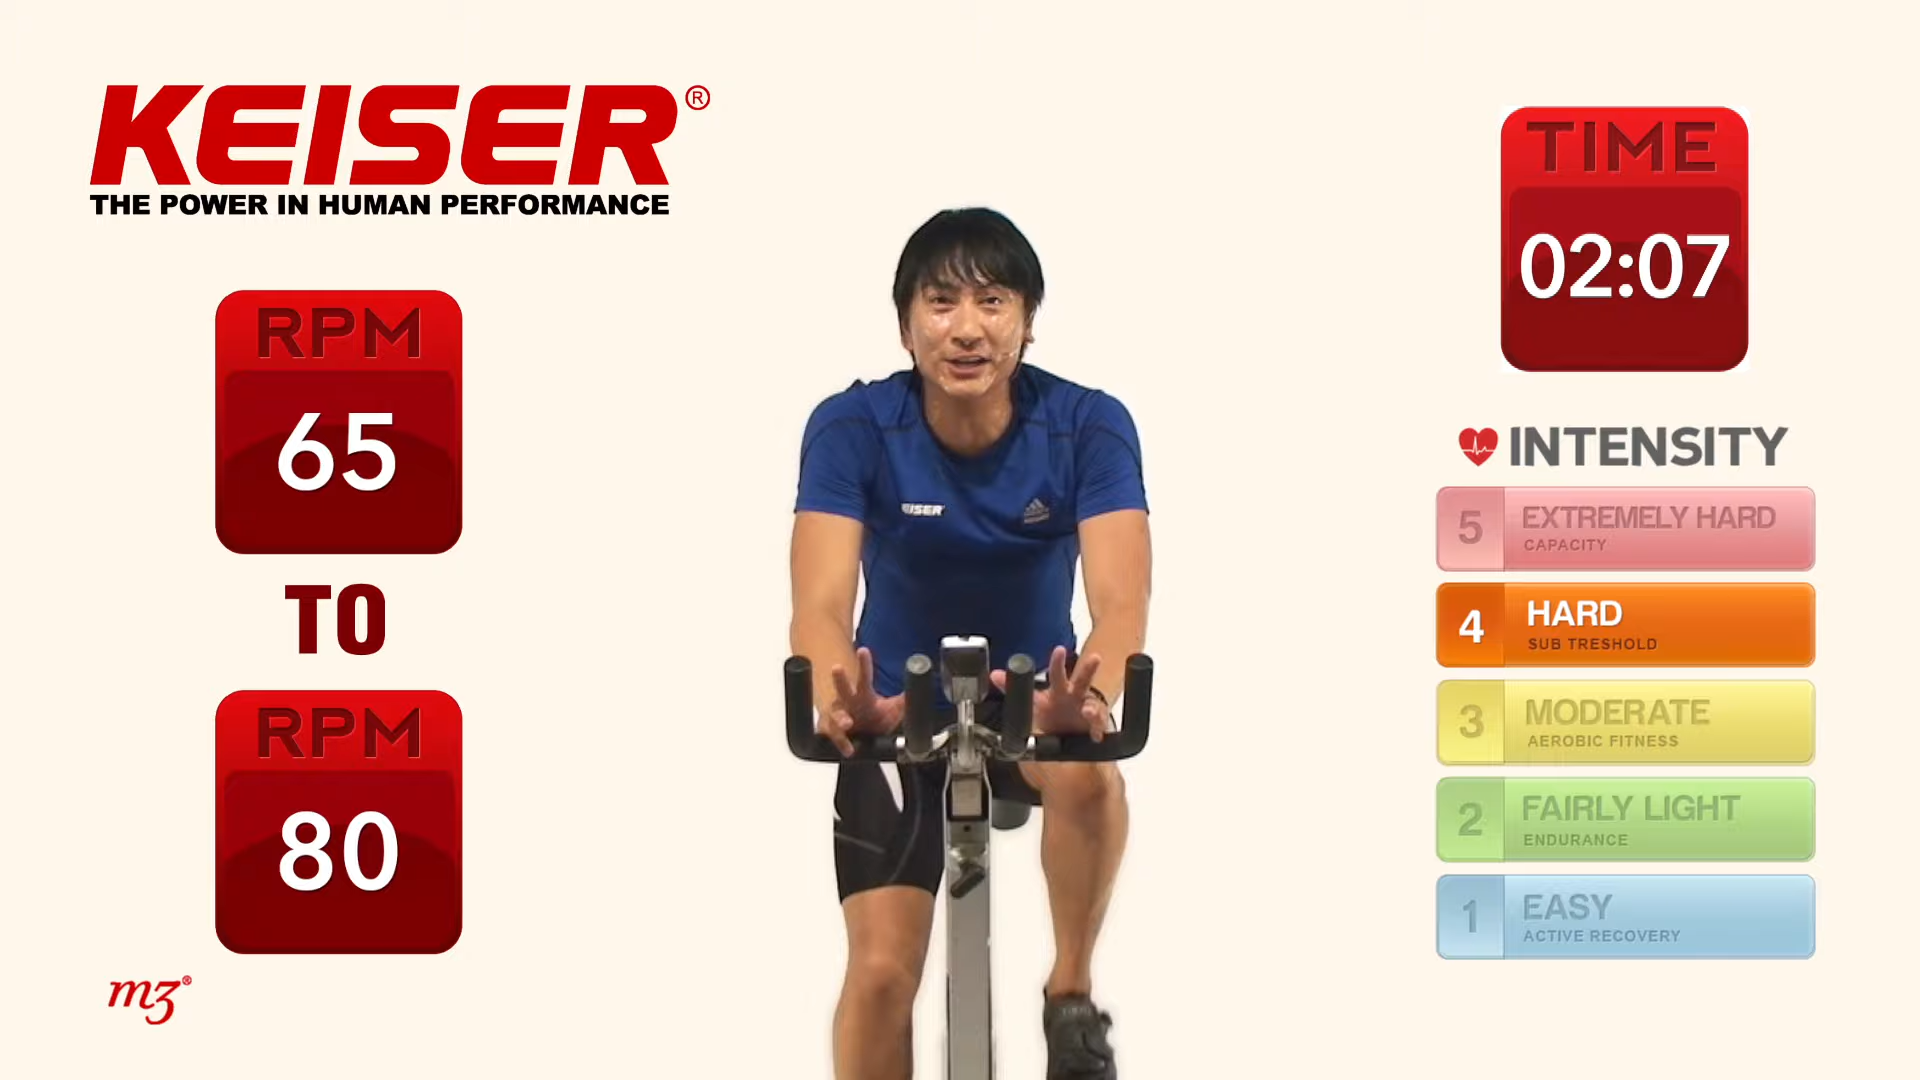 KEISER®
THE POWER IN HUMAN PERFORMANCE
RPM
65
TO
RPM
80
m3®
KEISER
TIME
02:07
INTENSITY
5 EXTREMELY HARD
CAPACITY
4 HARD
SUB TRESHOLD
3 MODERATE
AEROBIC FITNESS
2 FAIRLY LIGHT
ENDURANCE
1 EASY
ACTIVE RECOVERY